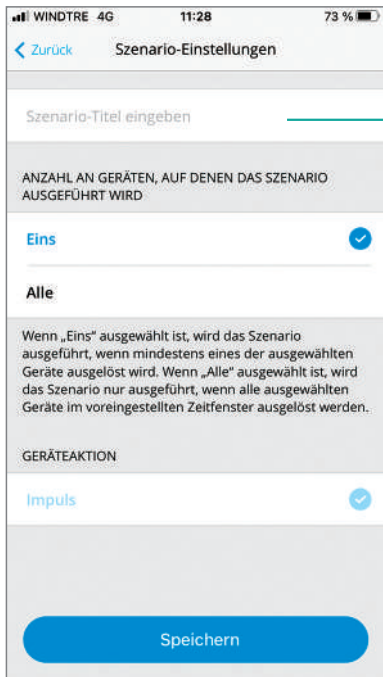 WINDTRE 4G 11:28 73 %
Zurück Szenario-Einstellungen
Szenario-Titel eingeben
ANZAHL AN GERÄTEN, AUF DENEN DAS SZENARIO
AUSGEFÜHRT WIRD
Eins
Alle
Wenn „Eins“ ausgewählt ist, wird das Szenario
ausgeführt, wenn mindestens eines der ausgewählten
Geräte ausgelöst wird. Wenn „Alle“ ausgewählt ist, wird
das Szenario nur ausgeführt, wenn alle ausgewählten
Geräte im voreingestellten Zeitfenster ausgelöst werden.
GERÄTEAKTION
Impuls
Speichern